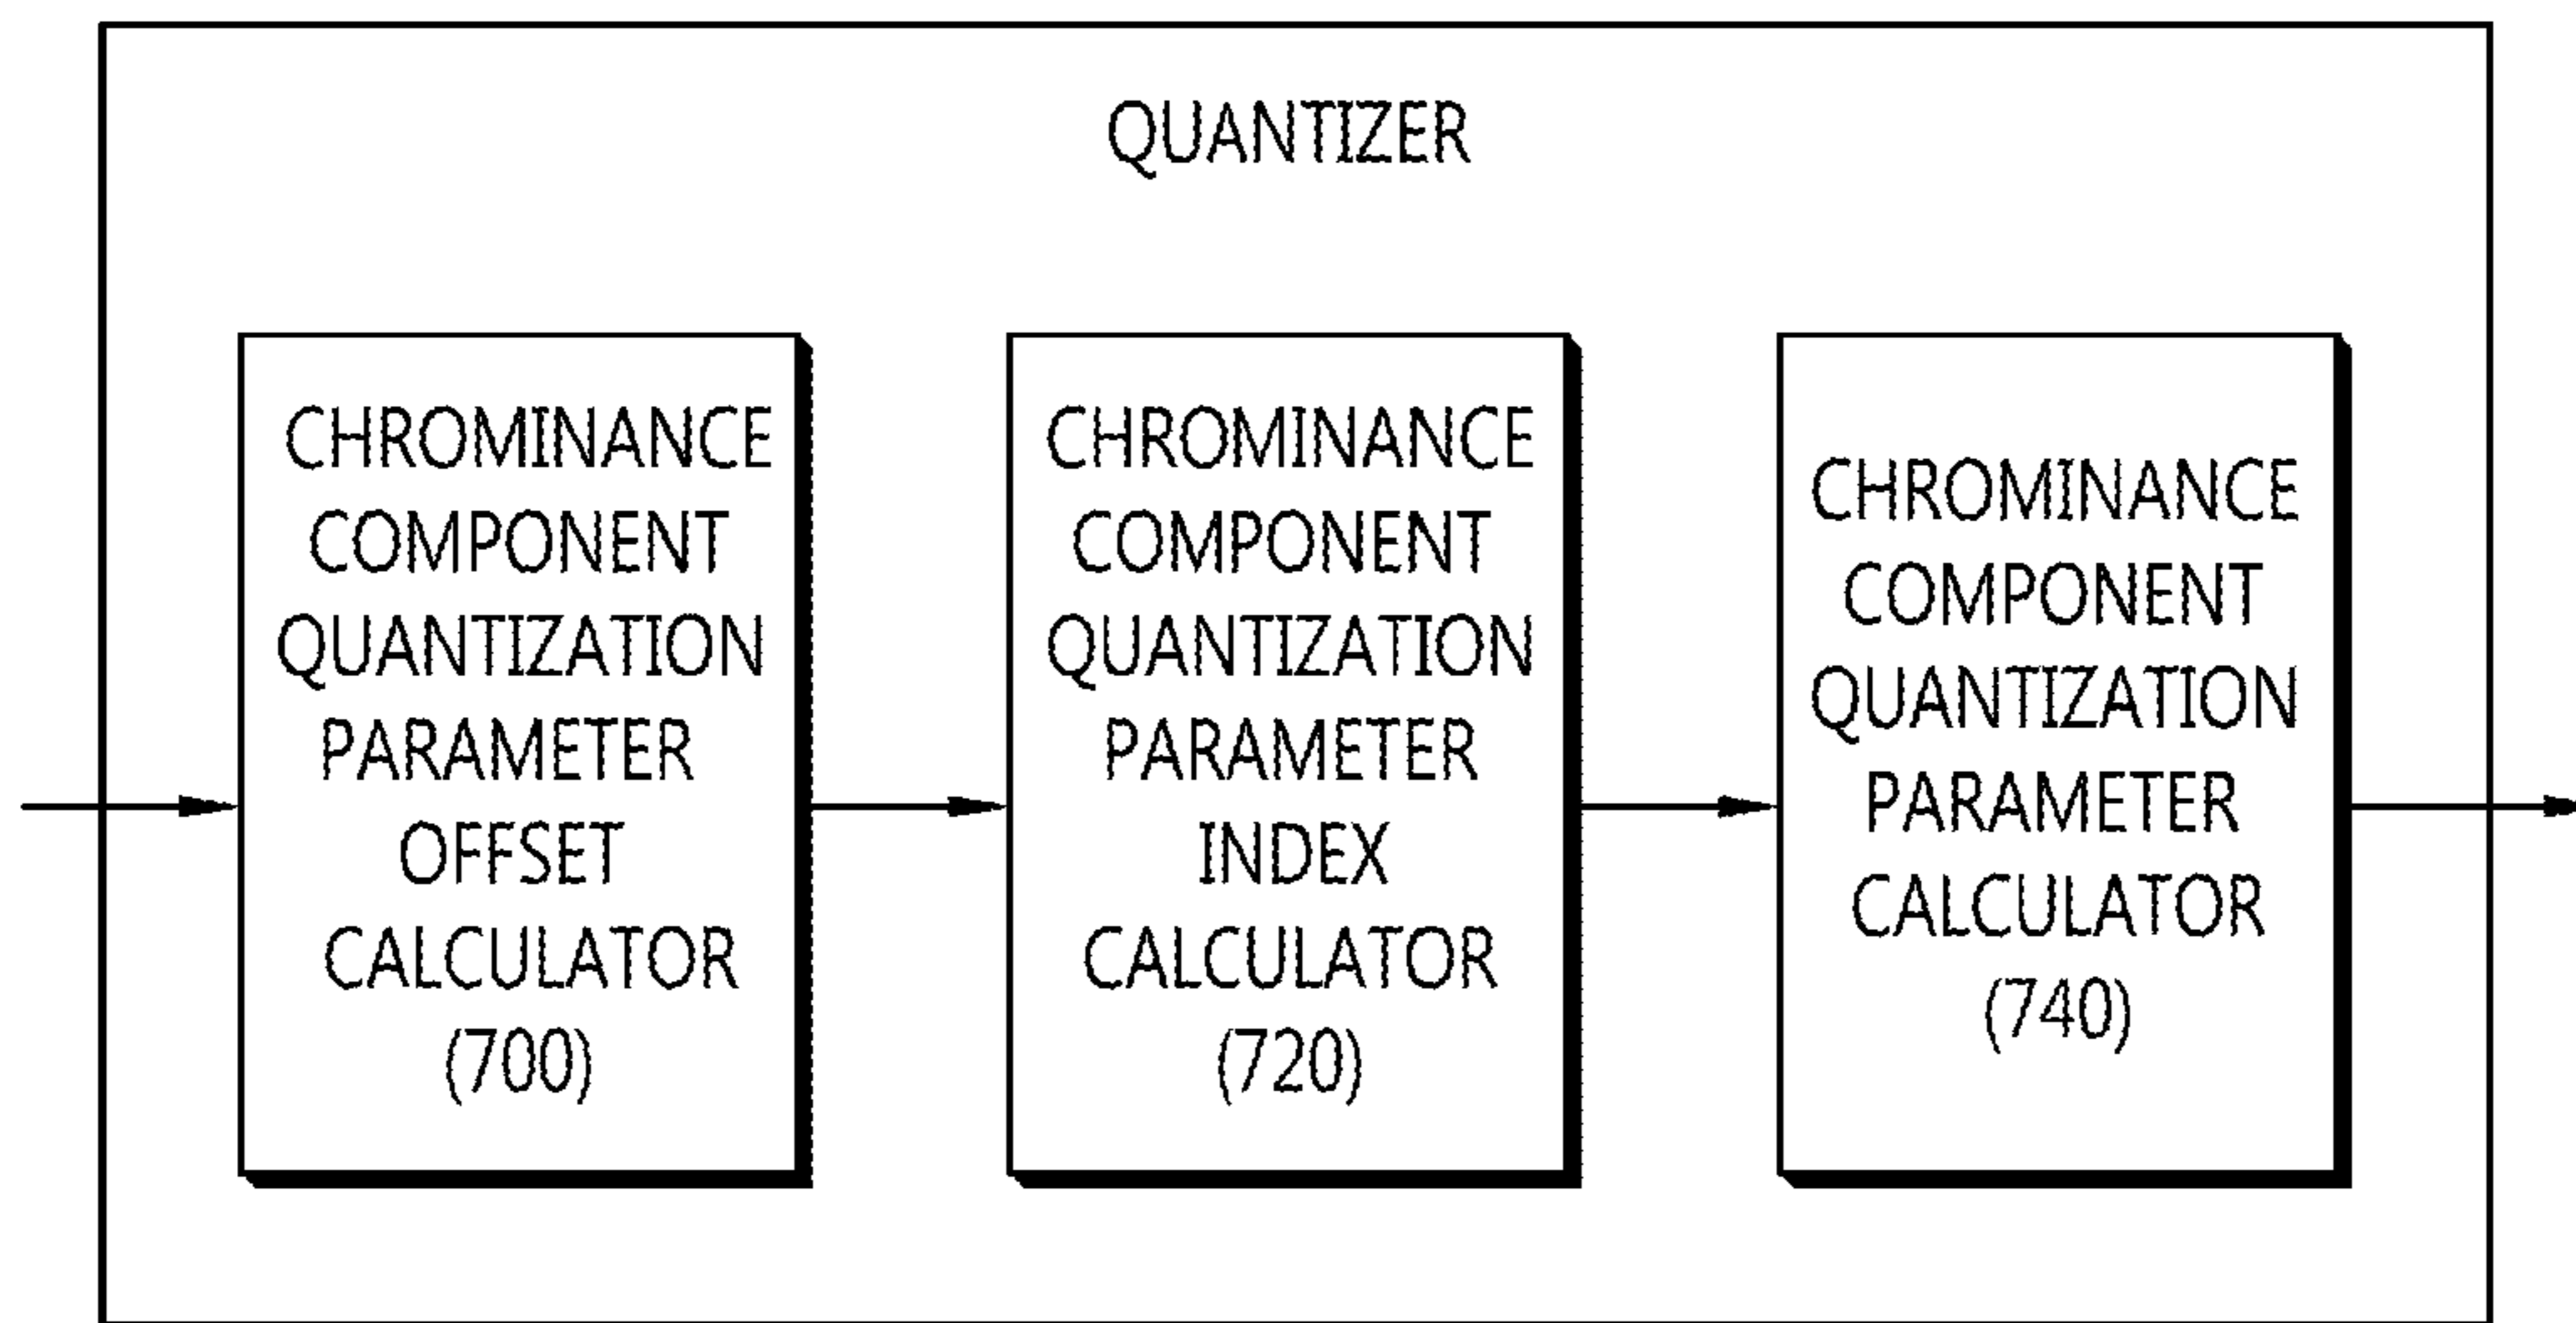 QUANTIZER
CHROMINANCE
COMPONENT
QUANTIZATION
PARAMETER
OFFSET
CALCULATOR
(700)
CHROMINANCE
COMPONENT
QUANTIZATION
PARAMETER
INDEX
CALCULATOR
(720)
CHROMINANCE
COMPONENT
QUANTIZATION
PARAMETER
CALCULATOR
(740)